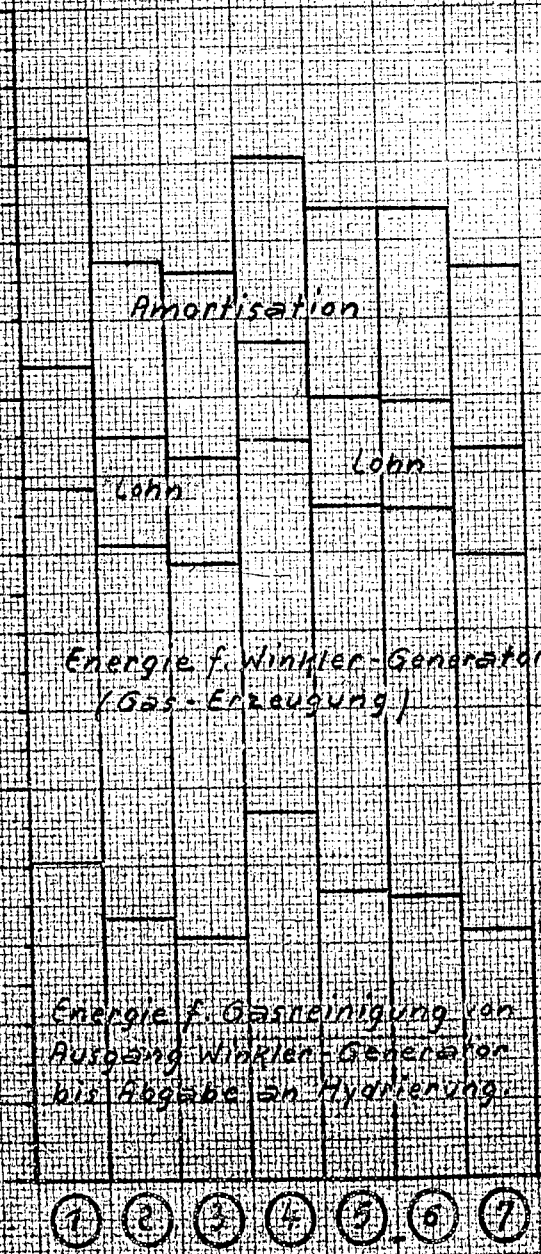 Amortisation
Lohn
Lohn
Energie f. Winkler-Generator
(Gas-Erzeugung)
Energie f. Gasreinigung von
Ausgang Winkler-Generator
bis Abgabe an Hydrierung.
1 2 3 4 5 6 7